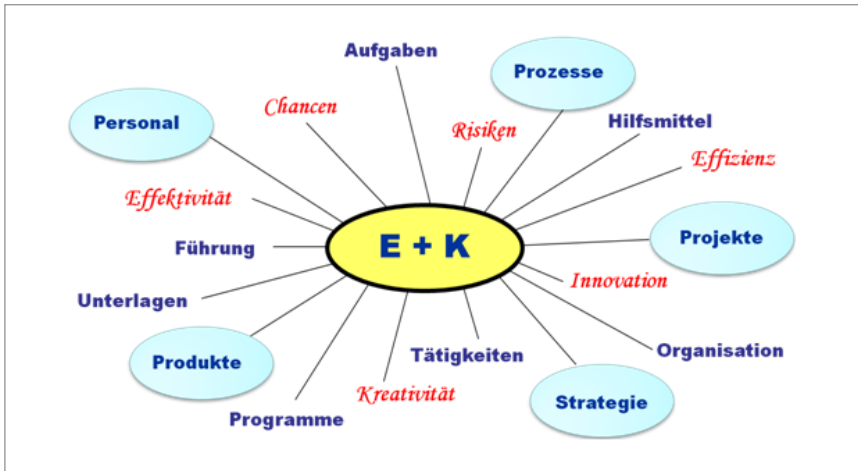 Aufgaben
Prozesse
Chancen
Personal
Risiken
Hilfsmittel
Effizienz
Effektivität
Führung
E + K
Projekte
Innovation
Unterlagen
Produkte
Tätigkeiten
Organisation
Kreativität
Strategie
Programme